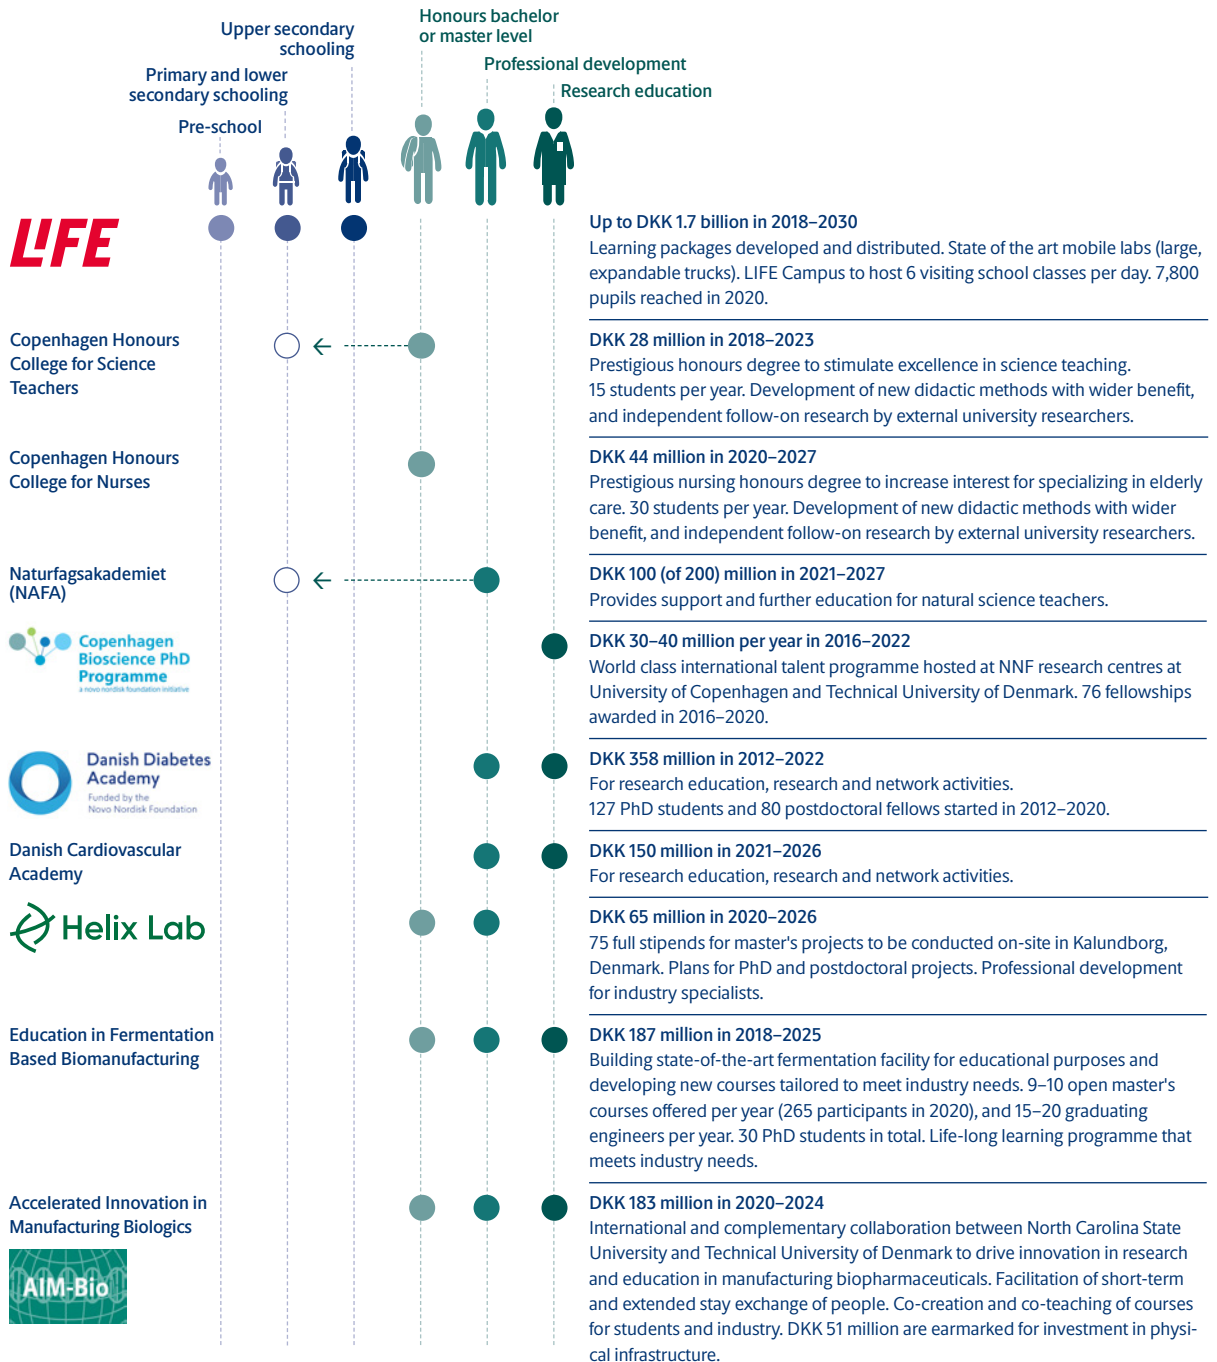 Honours bachelor
or master level
Upper secondary
schooling
Professional development
Primary and lower
secondary schooling
Research education
Pre-school
LIFE
Up to DKK 1.7 billion in 2018–2030
Learning packages developed and distributed. State of the art mobile labs (large,
expandable trucks). LIFE Campus to host 6 visiting school classes per day. 7,800
pupils reached in 2020.
Copenhagen Honours
College for Science
Teachers
DKK 28 million in 2018–2023
Prestigious honours degree to stimulate excellence in science teaching.
15 students per year. Development of new didactic methods with wider benefit,
and independent follow-on research by external university researchers.
Copenhagen Honours
College for Nurses
DKK 44 million in 2020–2027
Prestigious nursing honours degree to increase interest for specializing in elderly
care. 30 students per year. Development of new didactic methods with wider
benefit, and independent follow-on research by external university researchers.
Naturfagsakademiet
(NAFA)
DKK 100 (of 200) million in 2021–2027
Provides support and further education for natural science teachers.
Copenhagen
Bioscience PhD
Programme
a novo nordisk foundation initiative
DKK 30–40 million per year in 2016–2022
World class international talent programme hosted at NNF research centres at
University of Copenhagen and Technical University of Denmark. 76 fellowships
awarded in 2016–2020.
Danish Diabetes
Academy
Funded by the
Novo Nordisk Foundation
DKK 358 million in 2012–2022
For research education, research and network activities.
127 PhD students and 80 postdoctoral fellows started in 2012–2020.
Danish Cardiovascular
Academy
DKK 150 million in 2021–2026
For research education, research and network activities.
Helix Lab
DKK 65 million in 2020–2026
75 full stipends for master's projects to be conducted on-site in Kalundborg,
Denmark. Plans for PhD and postdoctoral projects. Professional development
for industry specialists.
Education in Fermentation
Based Biomanufacturing
DKK 187 million in 2018–2025
Building state-of-the-art fermentation facility for educational purposes and
developing new courses tailored to meet industry needs. 9–10 open master's
courses offered per year (265 participants in 2020), and 15–20 graduating
engineers per year. 30 PhD students in total. Life-long learning programme that
meets industry needs.
Accelerated Innovation in
Manufacturing Biologics
AIM-Bio
DKK 183 million in 2020–2024
International and complementary collaboration between North Carolina State
University and Technical University of Denmark to drive innovation in research
and education in manufacturing biopharmaceuticals. Facilitation of short-term
and extended stay exchange of people. Co-creation and co-teaching of courses
for students and industry. DKK 51 million are earmarked for investment in physi-
cal infrastructure.